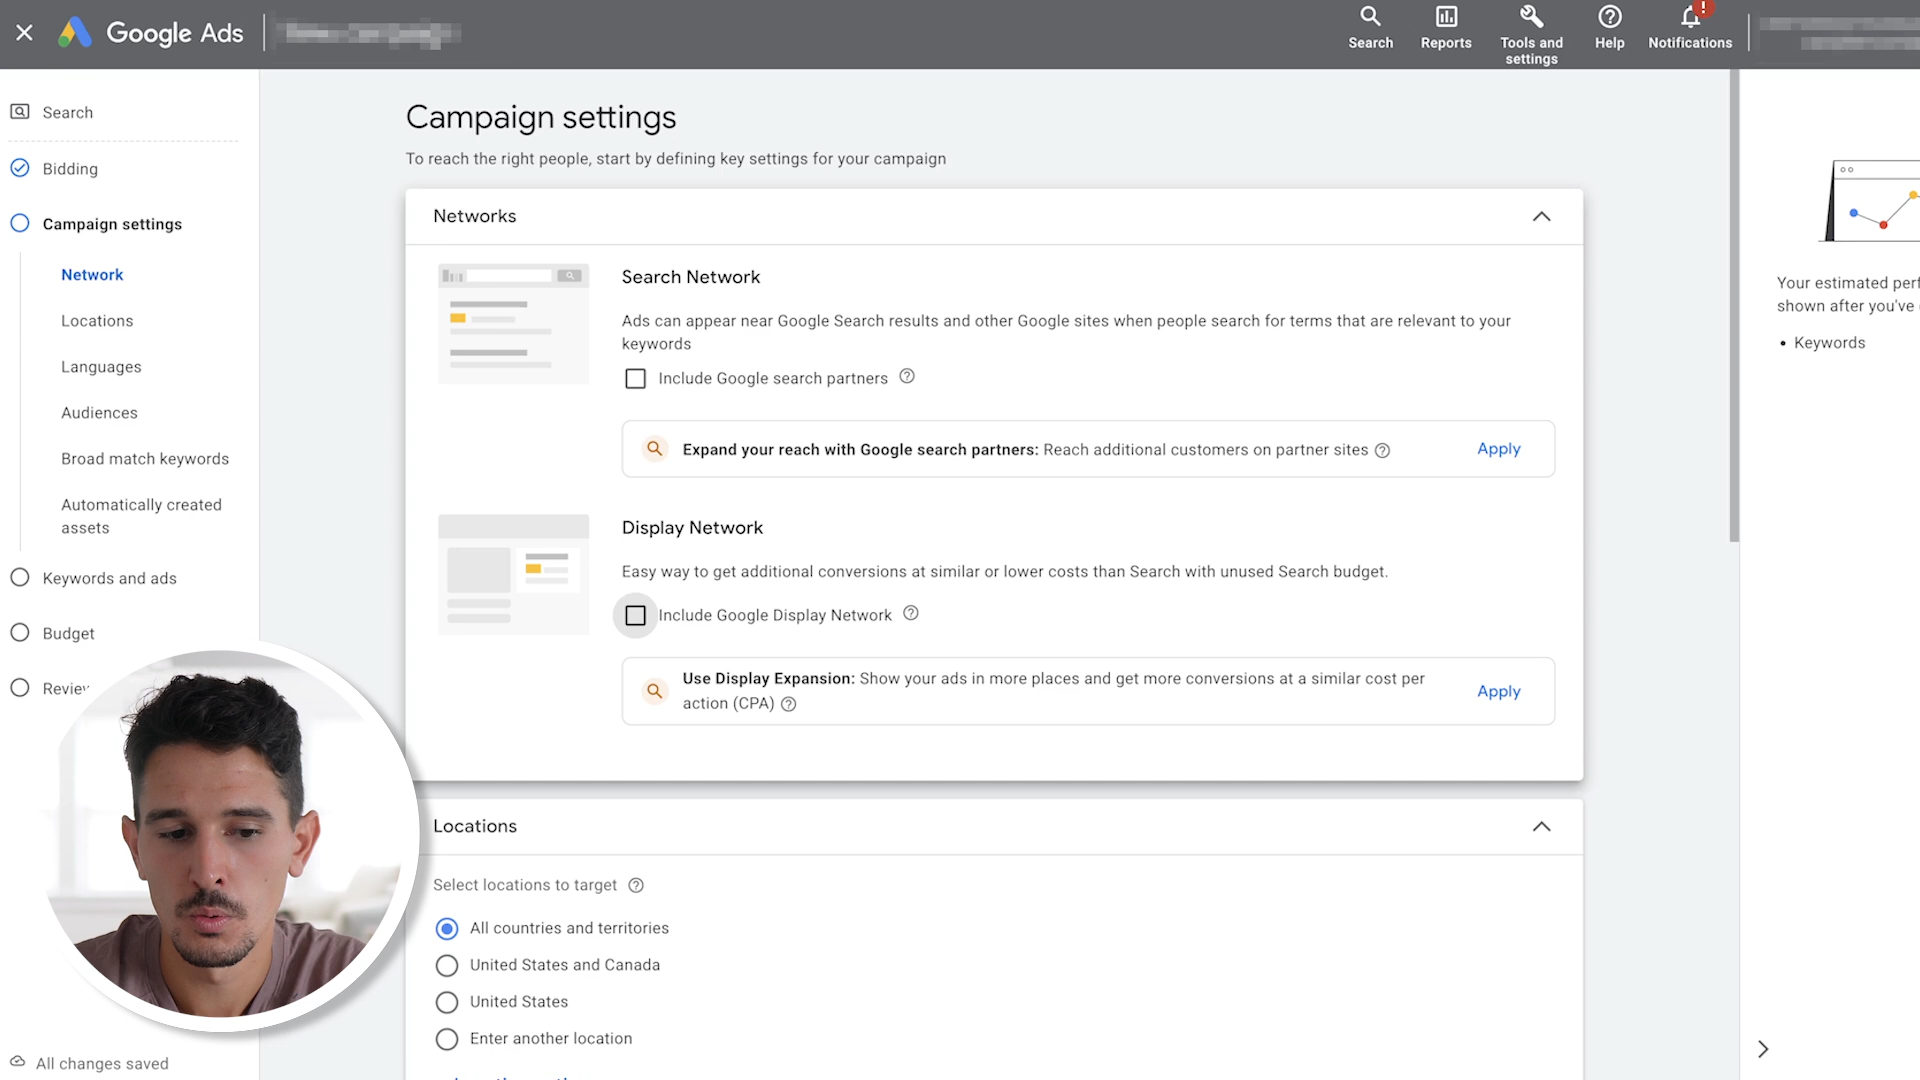 Google Ads
Search
Reports
Tools and
settings
Help
!
Notifications
Search
Bidding
Campaign settings
Network
Locations
Languages
Audiences
Broad match keywords
Automatically created
assets
Keywords and ads
Budget
All changes saved
Campaign settings
To reach the right people, start by defining key settings for your campaign
Networks
Search Network
Ads can appear near Google Search results and other Google sites when people search for terms that are relevant to your
keywords
Include Google search partners
Expand your reach with Google search partners: Reach additional customers on partner sites
Apply
Display Network
Easy way to get additional conversions at similar or lower costs than Search with unused Search budget.
Include Google Display Network
Use Display Expansion: Show your ads in more places and get more conversions at a similar cost per
action (CPA)
Apply
Locations
Select locations to target
All countries and territories
United States and Canada
United States
Enter another location
Your estimated
shown after you've
• Keywords